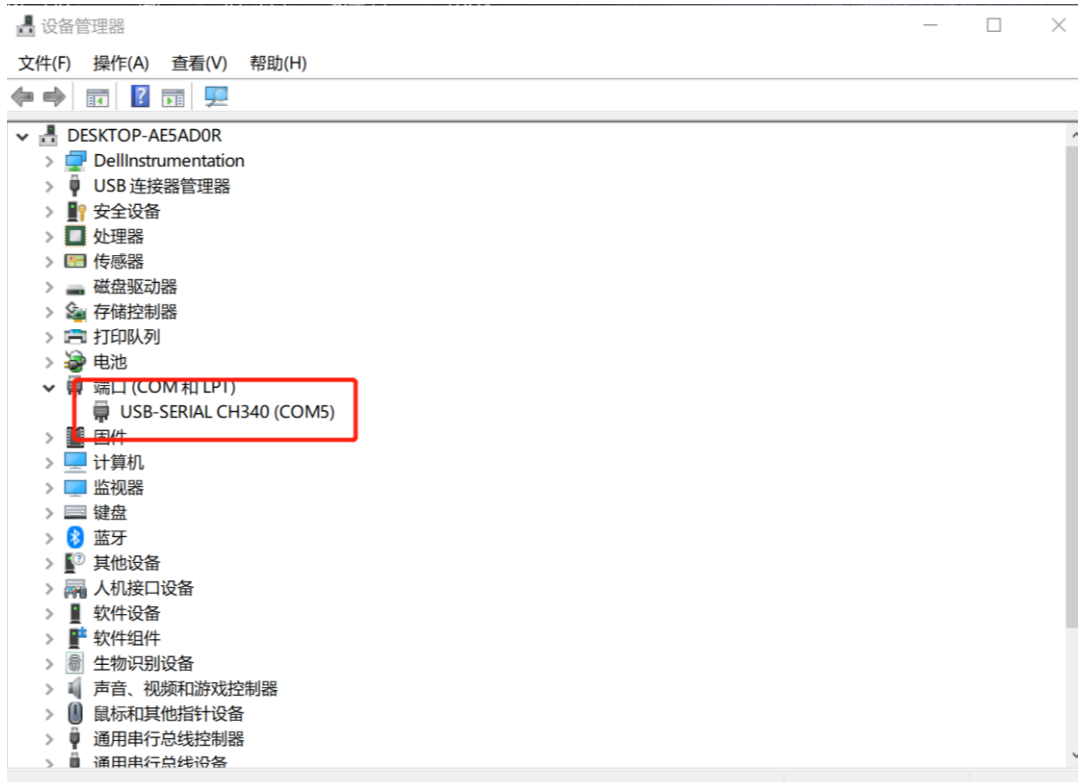 设备管理器
文件(F) 操作(A) 查看(V) 帮助(H)
DESKTOP-AE5AD0R
DellInstrumentation
USB 连接器管理器
安全设备
处理器
传感器
磁盘驱动器
存储控制器
打印队列
电池
端口 (COM 和 LPT)
USB-SERIAL CH340 (COM5)
固件
计算机
监视器
键盘
蓝牙
其他设备
人机接口设备
软件设备
软件组件
生物识别设备
声音、视频和游戏控制器
鼠标和其他指针设备
通用串行总线控制器
通用串行总线设备